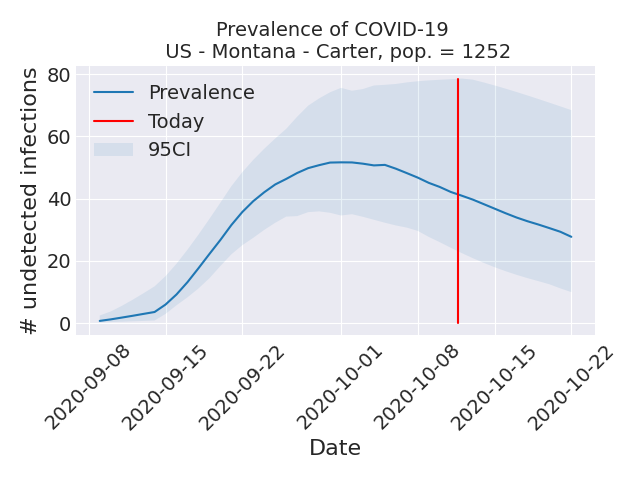 Prevalence of COVID-19
US - Montana - Carter, pop. = 1252
# undetected infections
80
60
40
20
0
Prevalence
Today
95CI
2020-09-08
2020-09-15
2020-09-22
2020-10-01
2020-10-08
2020-10-15
2020-10-22
Date